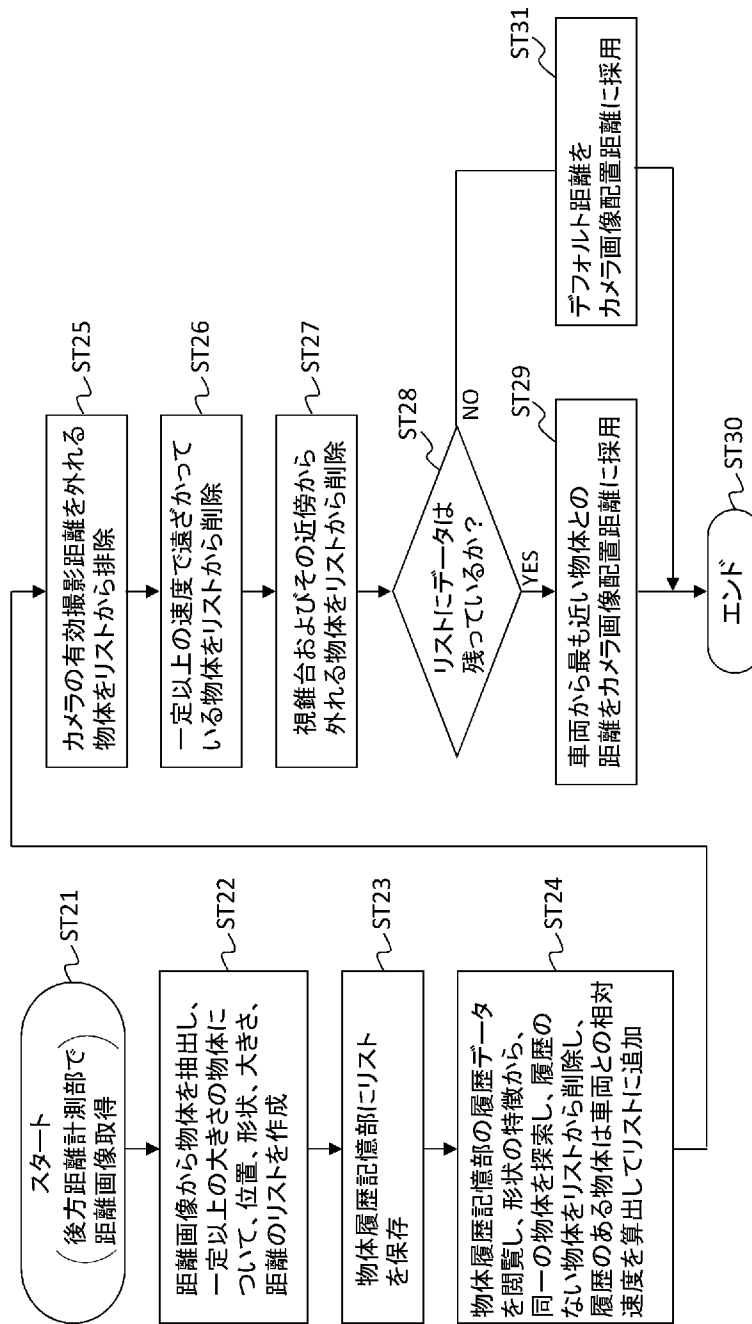 スタート
(後方距離計測部で
距離画像取得)
ST21
距離画像から物体を抽出し、
一定以上の大きさの物体に
ついて、位置、形状、大きさ、
距離のリストを作成
ST22
物体履歴記憶部にリスト
を保存
ST23
物体履歴記憶部の履歴データ
を閲覧し、形状の特徴から、
同一の物体を探索し、履歴の
ない物体をリストから削除し、
履歴のある物体は車両との相対
速度を算出してリストに追加
ST24
カメラの有効撮影距離を外れる
物体をリストから排除
ST25
一定以上の速度で遠ざかって
いる物体をリストから削除
ST26
視錐台およびその近傍から
外れる物体をリストから削除
ST27
リストにデータは
残っているか?
ST28
YES
NO
車両から最も近い物体との
距離をカメラ画像配置距離に採用
ST29
デフォルト距離を
カメラ画像配置距離に採用
ST31
エンド
ST30